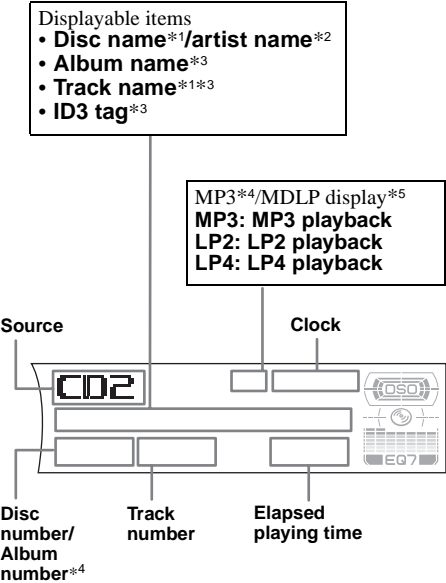 Displayable items
• Disc name*1/artist name*2
• Album name*3
• Track name*1*3
• ID3 tag*3
MP3*4/MDLP display*5
MP3: MP3 playback
LP2: LP2 playback
LP4: LP4 playback
Source
Clock
CD2
DSO
EQ7
Disc
number/
Album
number*4
Track
number
Elapsed
playing time